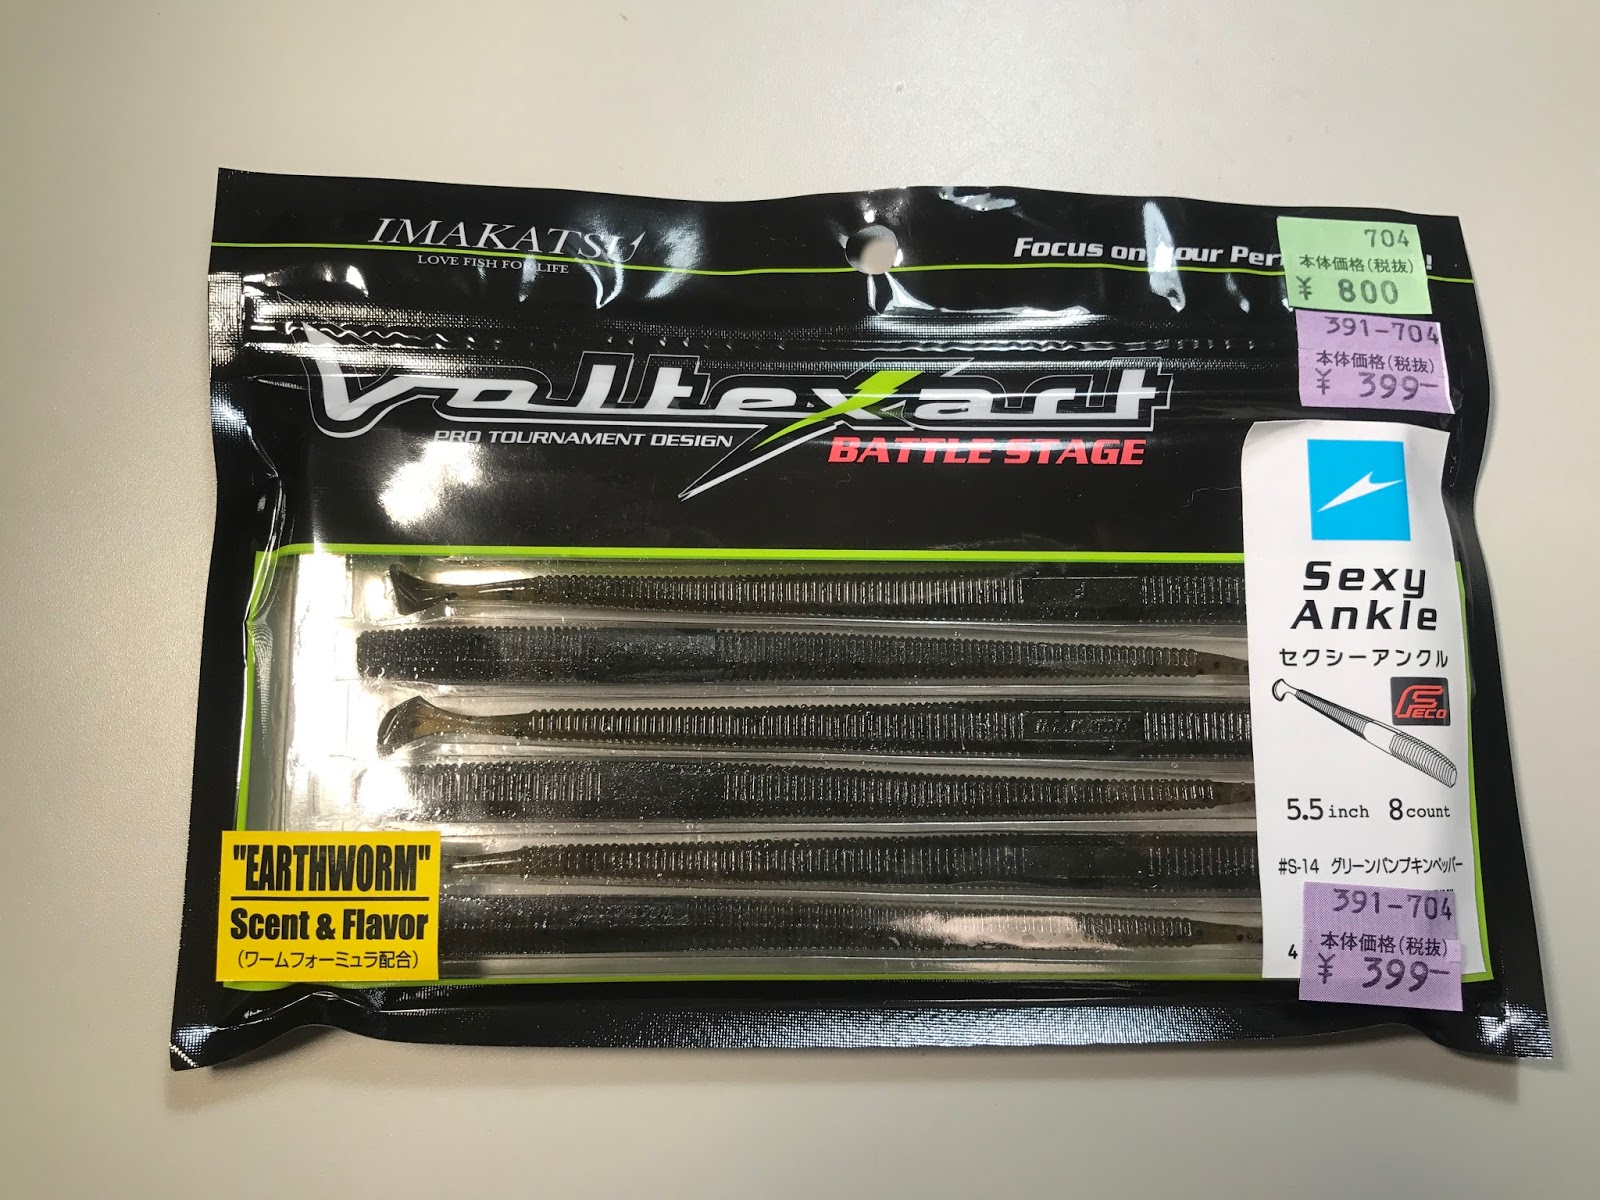 IMAKATSU
LOVE FISH FOR LIFE
Focus on your
704
本体価格(税抜)
¥ 800
391-704
本体価格(税抜)
¥ 399-
Voltexart
PRO TOURNAMENT DESIGN
BATTLE STAGE
Sexy
Ankle
セクシーアンクル
FECO
5.5 inch 8 count
#S-14 グリーンパンプキンペッパー
"EARTHWORM"
Scent & Flavor
(ワームフォーミュラ配合)
4
391-704
本体価格(税抜)
¥ 399-